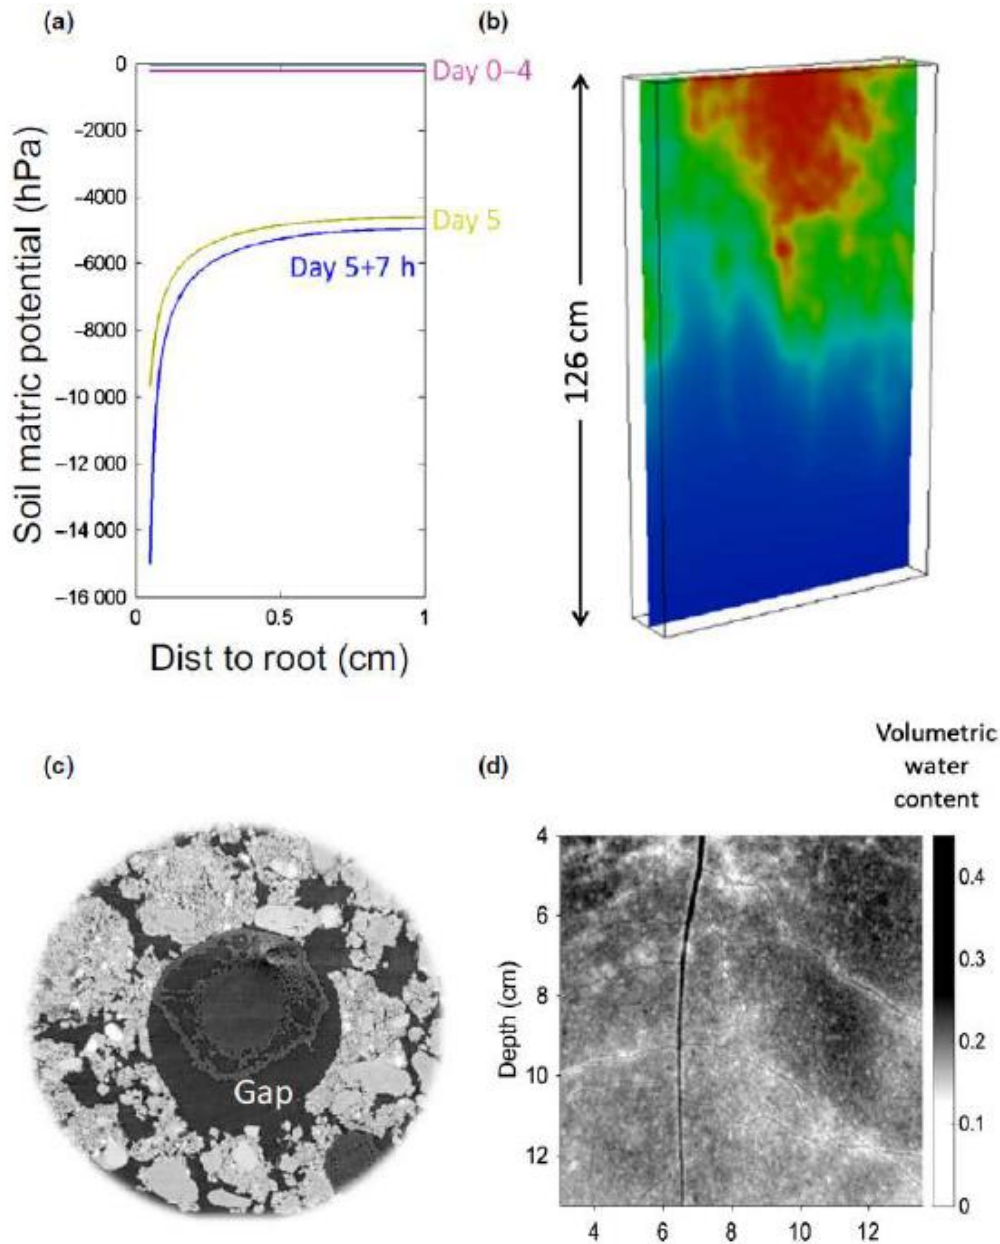 (a)
Soil matric potential (hPa)
0
−2000
−4000
−6000
−8000
−10 000
−12 000
−14 000
−16 000
Day 0–4
Day 5
Day 5+7 h
0
0.5
1
Dist to root (cm)
(b)
126 cm
(c)
Gap
(d)
Volumetric
water
content
Depth (cm)
4
6
8
10
12
4
6
8
10
12
0.4
0.3
0.2
0.1
0